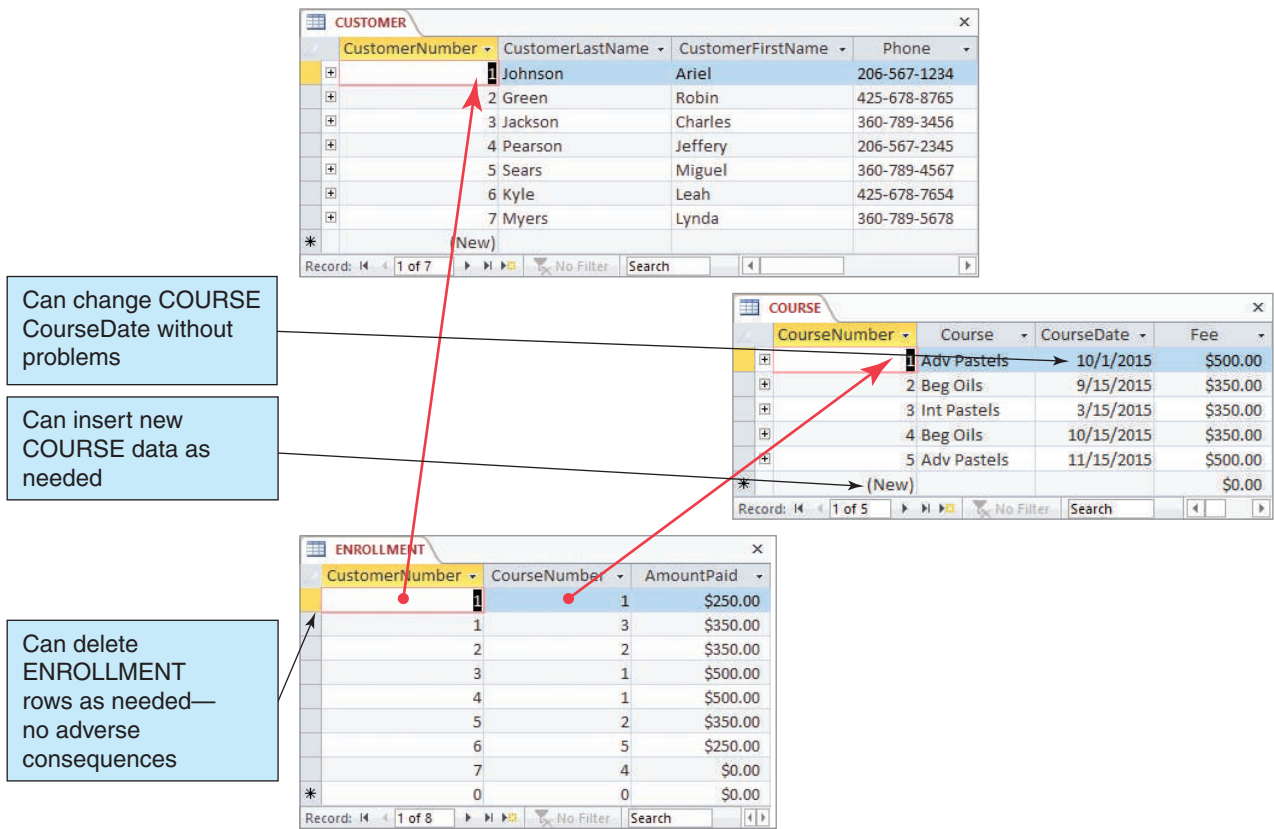 CUSTOMER
CustomerNumber CustomerLastName CustomerFirstName Phone
1 Johnson Ariel 206-567-1234
2 Green Robin 425-678-8765
3 Jackson Charles 360-789-3456
4 Pearson Jeffery 206-567-2345
5 Sears Miguel 360-789-4567
6 Kyle Leah 425-678-7654
7 Myers Lynda 360-789-5678
(New)
Record: 1 of 7 No Filter Search
Can change COURSE
CourseDate without
problems
Can insert new
COURSE data as
needed
COURSE
CourseNumber Course CourseDate Fee
1 Adv Pastels 10/1/2015 $500.00
2 Beg Oils 9/15/2015 $350.00
3 Int Pastels 3/15/2015 $350.00
4 Beg Oils 10/15/2015 $350.00
5 Adv Pastels 11/15/2015 $500.00
(New) $0.00
Record: 1 of 5 No Filter Search
Can delete
ENROLLMENT
rows as needed—
no adverse
consequences
ENROLLMENT
CustomerNumber CourseNumber AmountPaid
1 1 $250.00
1 3 $350.00
2 2 $350.00
3 1 $500.00
4 1 $500.00
5 2 $350.00
6 5 $250.00
7 4 $0.00
0 0 $0.00
Record: 1 of 8 No Filter Search